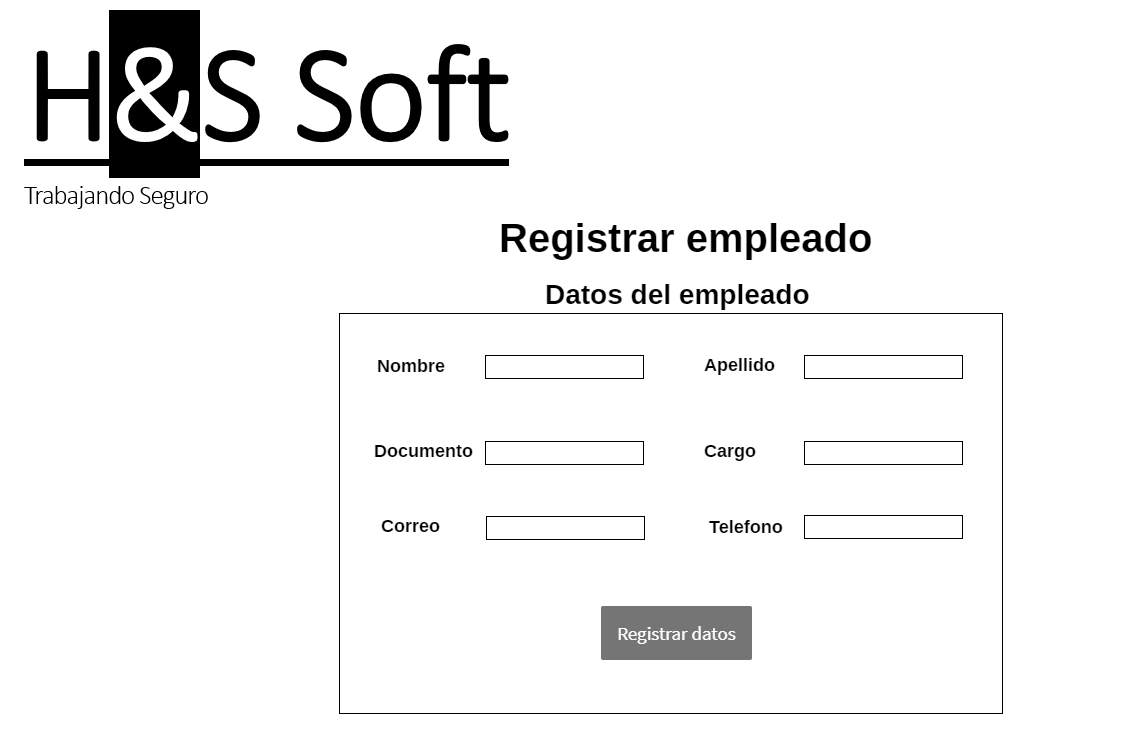 H&S Soft
Trabajando Seguro
Registrar empleado
Datos del empleado
Nombre
Apellido
Documento
Cargo
Correo
Telefono
Registrar datos